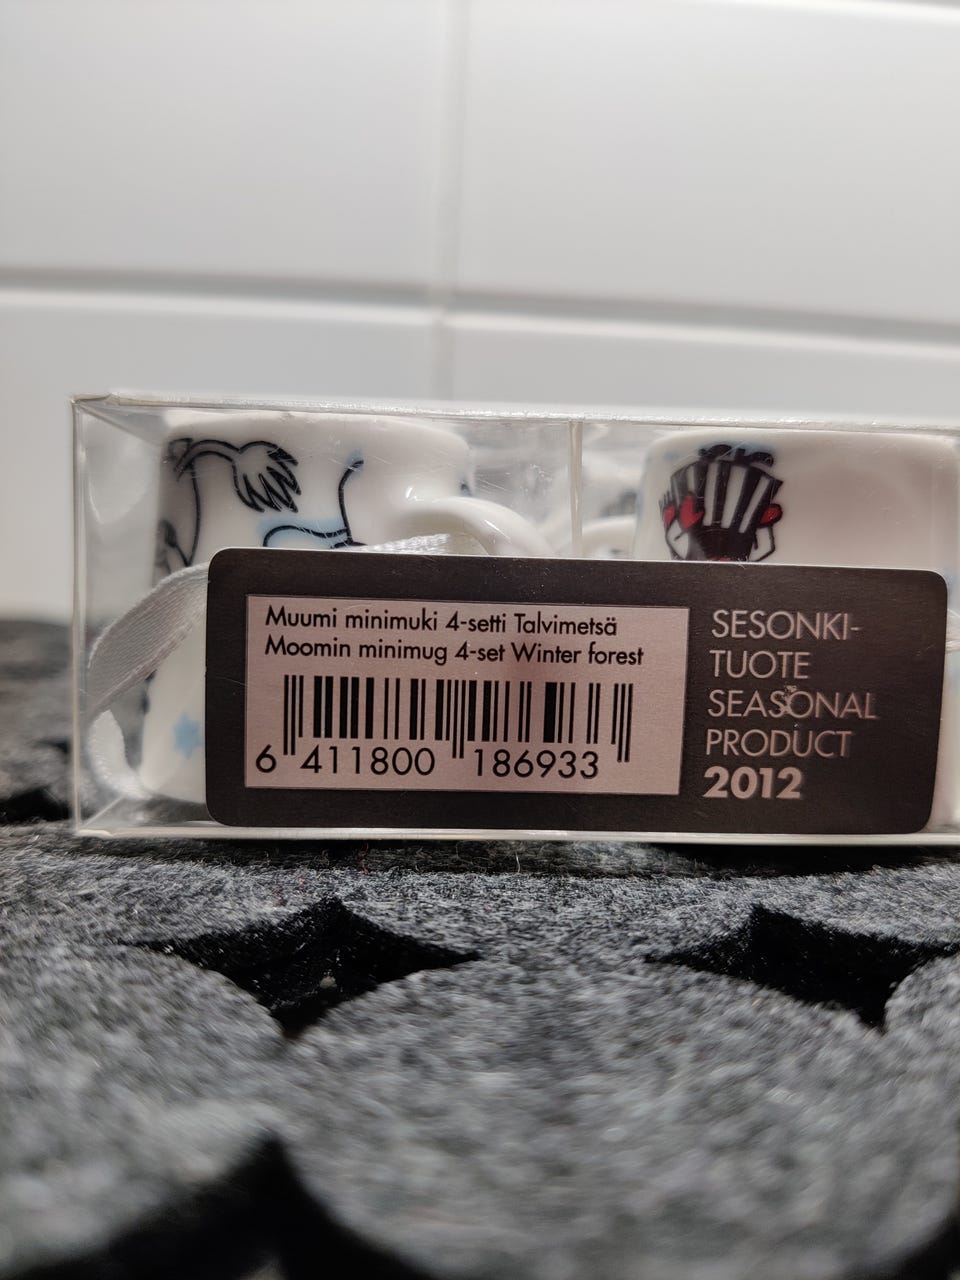 Muumi minimuki 4-setti Talvimetsä
Moomin minimug 4-set Winter forest
6 411800 186933
SESONKI-
TUOTE
SEASONAL
PRODUCT
2012